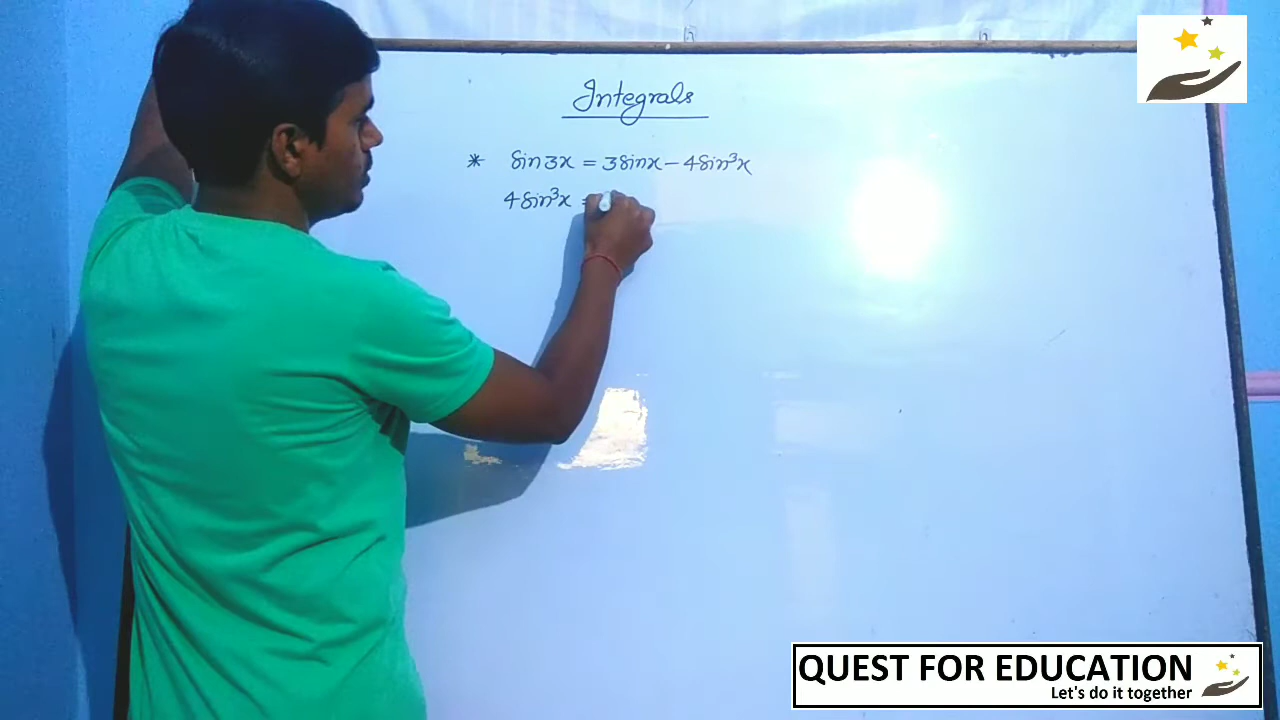 Integrals
* sin3x = 3sinx - 4sin³x
4sin³x =
QUEST FOR EDUCATION
Let's do it together